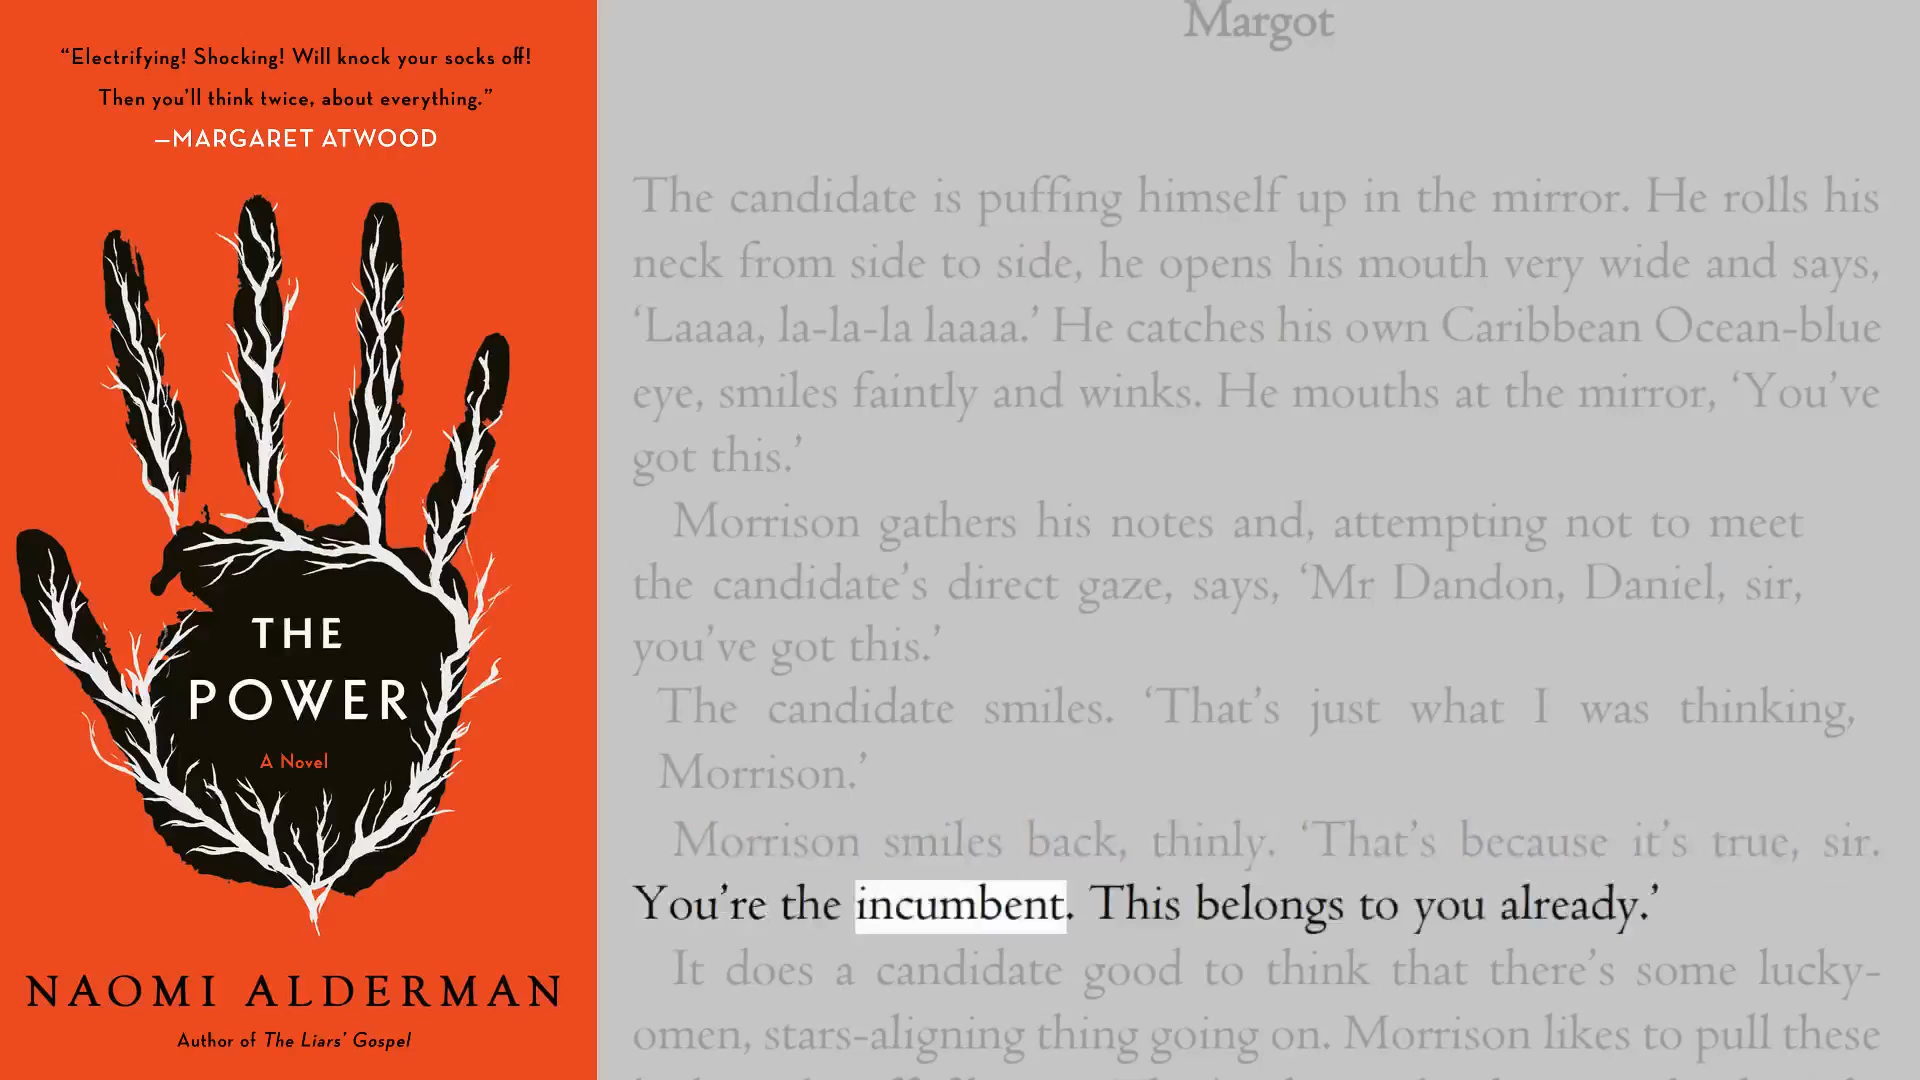 “Electrifying! Shocking! Will knock your socks off!
Then you’ll think twice, about everything.”
—MARGARET ATWOOD
THE
POWER
A Novel
NAOMI ALDERMAN
Author of The Liars’ Gospel
Margot
The candidate is puffing himself up in the mirror. He rolls his
neck from side to side, he opens his mouth very wide and says,
‘Laaaa, la-la-la laaaa.’ He catches his own Caribbean Ocean-blue
eye, smiles faintly and winks. He mouths at the mirror, ‘You’ve
got this.’
Morrison gathers his notes and, attempting not to meet
the candidate’s direct gaze, says, ‘Mr Dandon, Daniel, sir,
you’ve got this.’
The candidate smiles. ‘That’s just what I was thinking,
Morrison.’
Morrison smiles back, thinly. ‘That’s because it’s true, sir.
You’re the incumbent. This belongs to you already.’
It does a candidate good to think that there’s some lucky-
omen, stars-aligning thing going on. Morrison likes to pull these